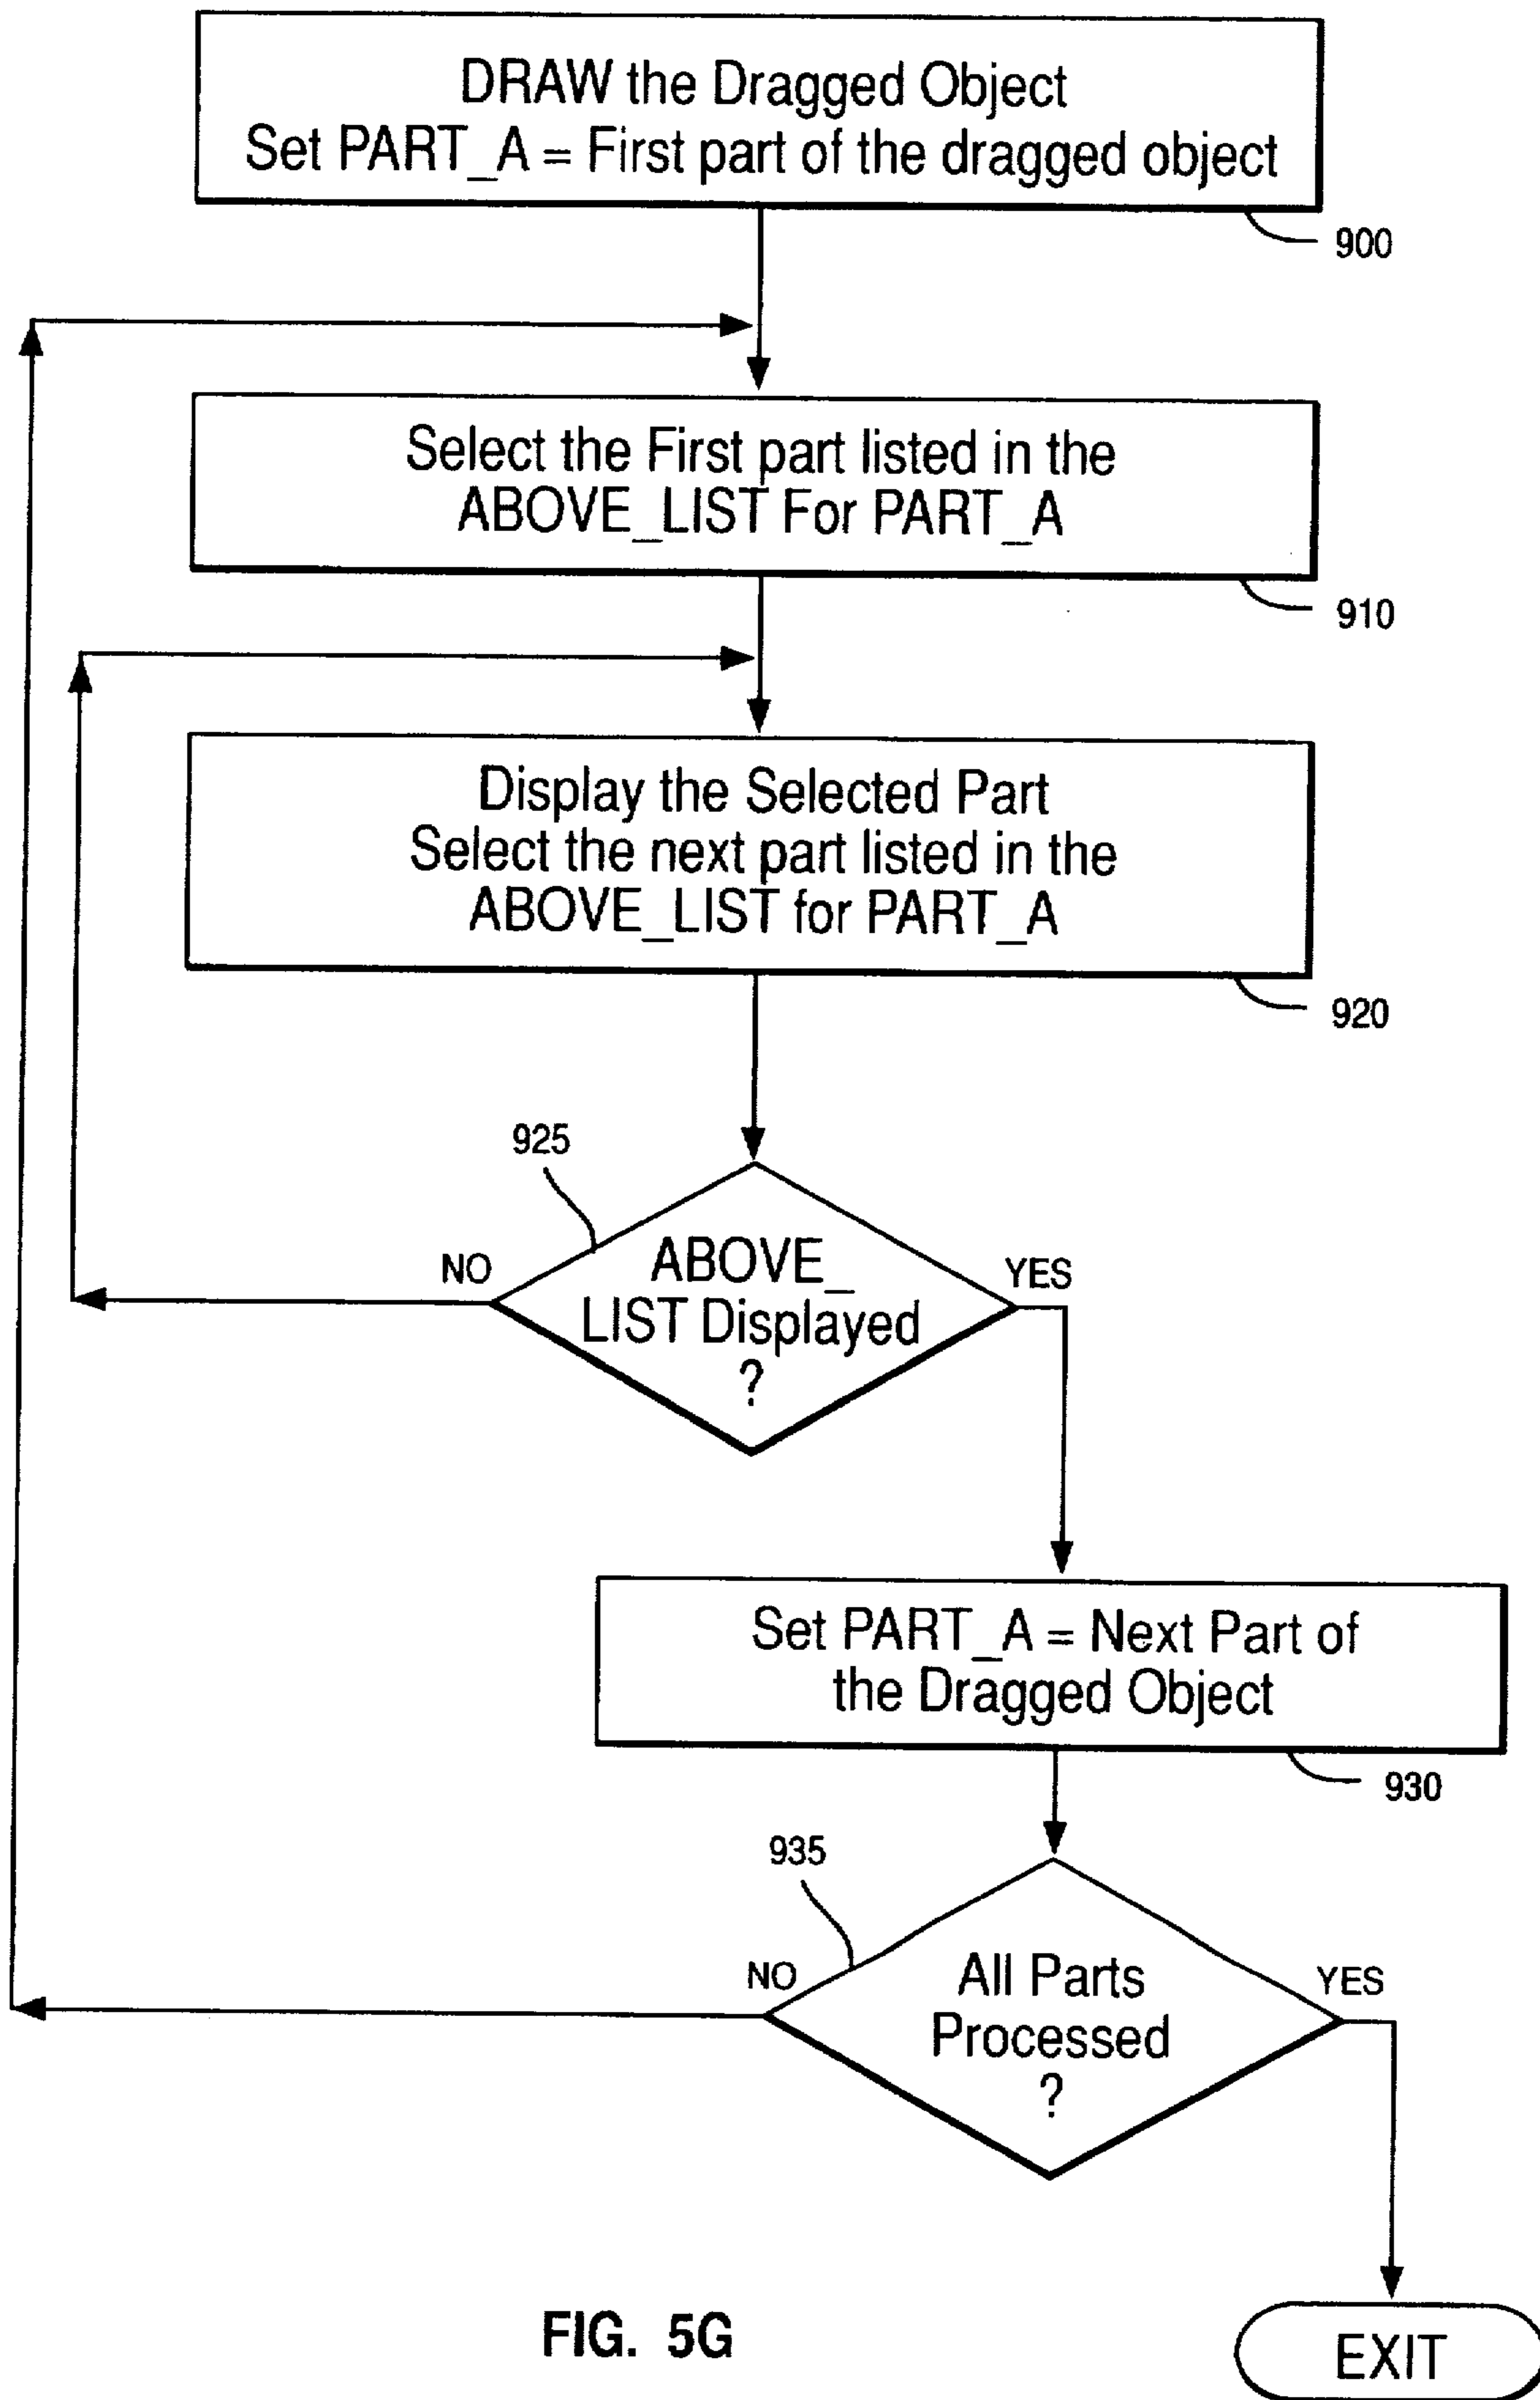 DRAW the Dragged Object
Set PART_A = First part of the dragged object
900
Select the First part listed in the
ABOVE_LIST For PART_A
910
Display the Selected Part
Select the next part listed in the
ABOVE_LIST for PART_A
920
925
NO
ABOVE_
LIST Displayed
?
YES
Set PART_A = Next Part of
the Dragged Object
930
935
NO
All Parts
Processed
?
YES
FIG. 5G
EXIT